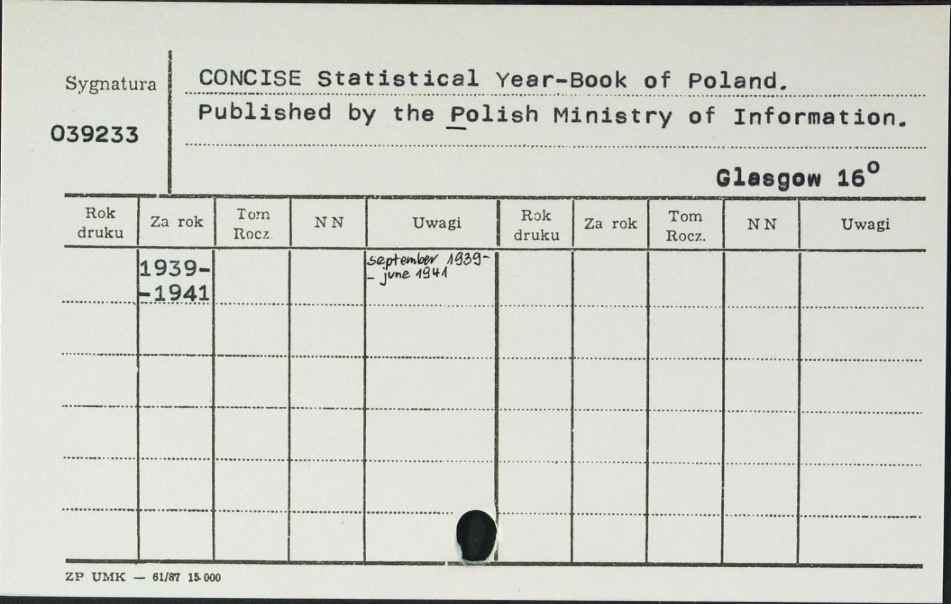 Sygnatura
039233
CONCISE Statistical Year-Book of Poland.
Published by the Polish Ministry of Information.
Glasgow 16°
Rok druku Za rok Tom Rocz. NN Uwagi Rok druku Za rok Tom Rocz. NN Uwagi
1939-
-1941
september 1939-
- june 1941
ZP UMK — 61/87 15 000